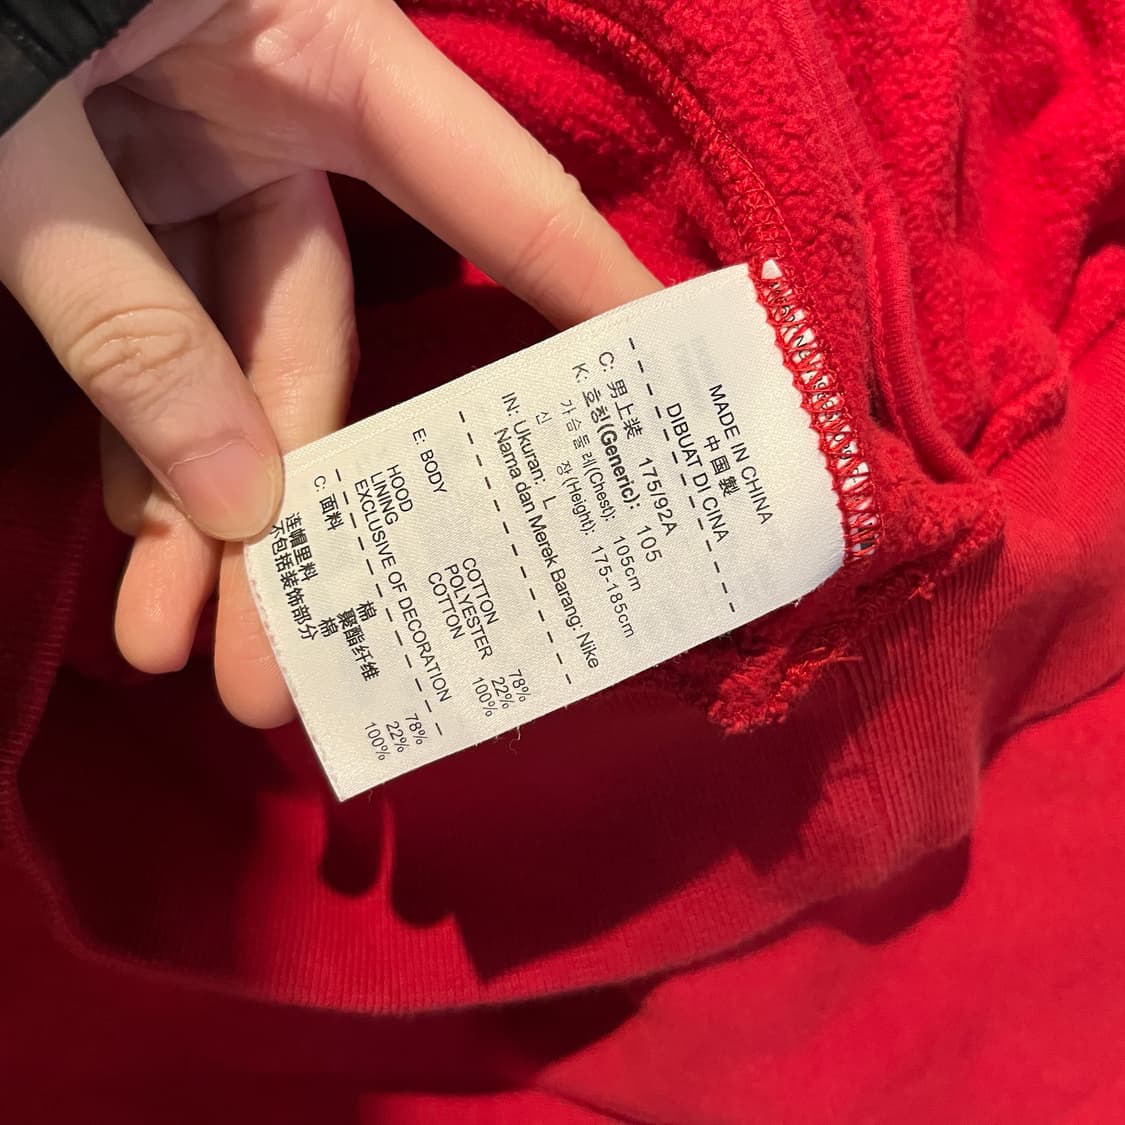 MADE IN CHINA
中国製
DIBUAT DI CINA
C: 男上装 175/92A
K: 호칭(Generic): 105
가슴둘레(Chest): 105cm
신 장(Height): 175-185cm
IN: Ukuran: L
Nama dan Merek Barang: Nike
E: BODY COTTON 78%
POLYESTER 22%
HOOD LINING COTTON 100%
EXCLUSIVE OF DECORATION
C: 面料 棉 78%
聚酯纤维 22%
连帽里料 棉 100%
不包括装饰部分